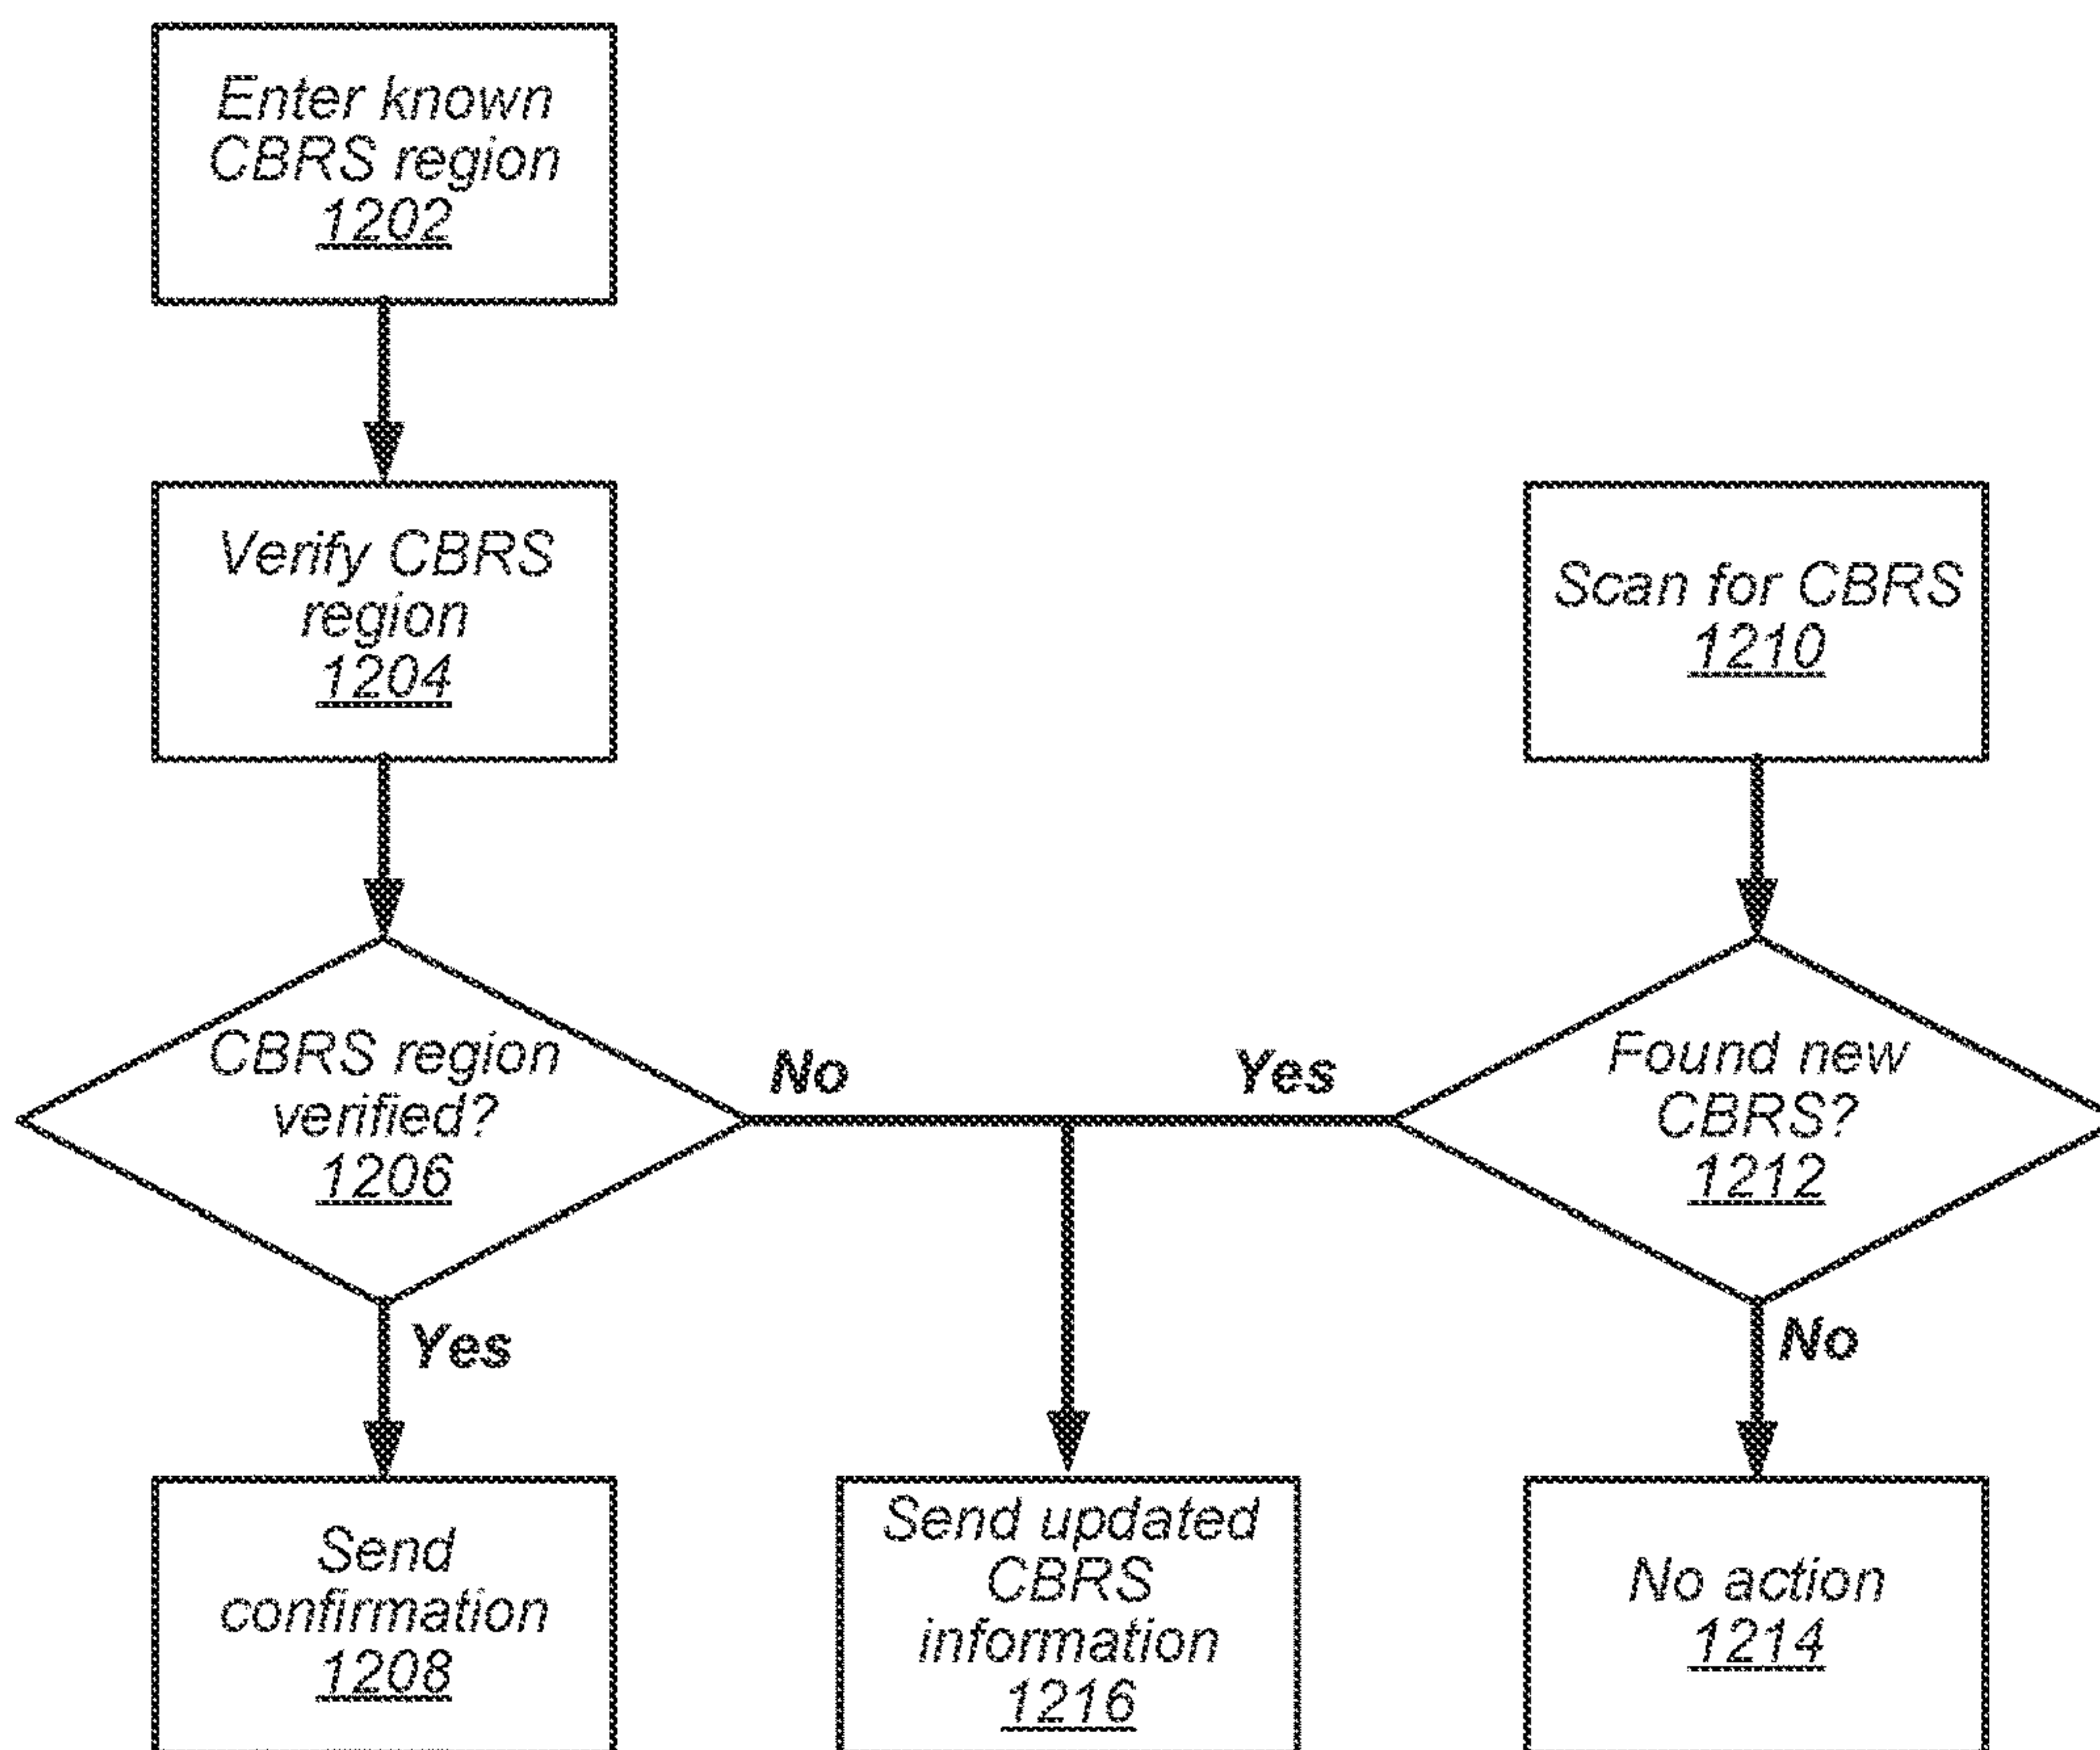 Enter known
CBRS region
1202
Verify CBRS
region
1204
Scan for CBRS
1210
CBRS region
verified?
1206
No
Yes
Found new
CBRS?
1212
Yes
No
Send
confirmation
1208
Send updated
CBRS
information
1216
No action
1214